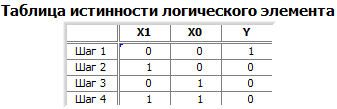 Таблица истинности логического элемента
X1 X0 Y
Шаг 1 0 0 1
Шаг 2 1 0 0
Шаг 3 0 1 0
Шаг 4 1 1 0